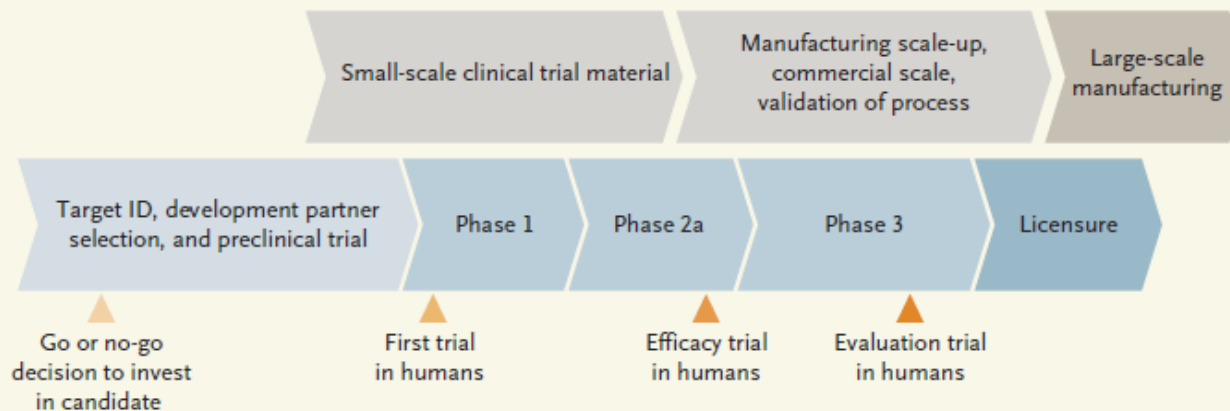 Small-scale clinical trial material
Manufacturing scale-up,
commercial scale,
validation of process
Large-scale
manufacturing
Target ID, development partner
selection, and preclinical trial
Phase 1
Phase 2a
Phase 3
Licensure
Go or no-go
decision to invest
in candidate
First trial
in humans
Efficacy trial
in humans
Evaluation trial
in humans